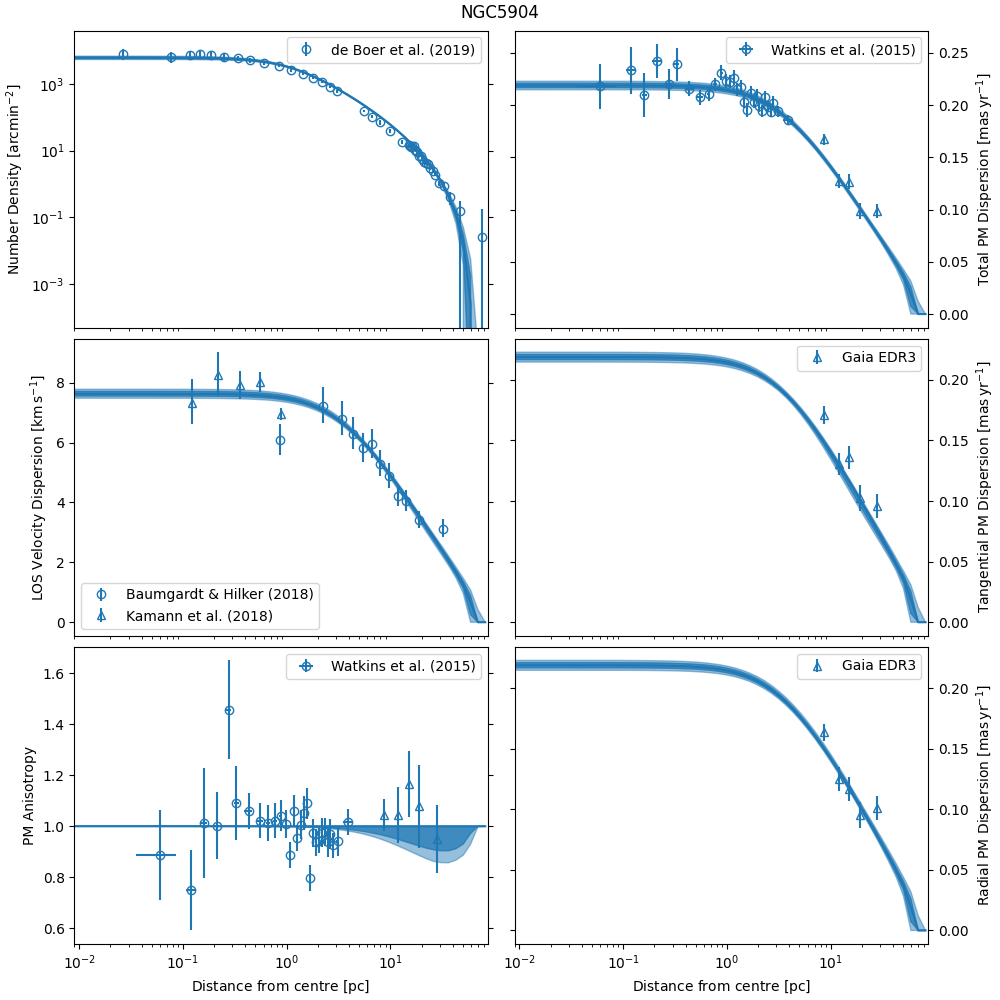 NGC5904
de Boer et al. (2019)
Number Density [arcmin⁻²]
10³
10¹
10⁻¹
10⁻³
Watkins et al. (2015)
0.25
0.20
0.15
0.10
0.05
0.00
Total PM Dispersion [mas yr⁻¹]
LOS Velocity Dispersion [km s⁻¹]
8
6
4
2
0
Baumgardt & Hilker (2018)
Kamann et al. (2018)
Gaia EDR3
0.20
0.15
0.10
0.05
0.00
Tangential PM Dispersion [mas yr⁻¹]
PM Anisotropy
1.6
1.4
1.2
1.0
0.8
0.6
Watkins et al. (2015)
10⁻² 10⁻¹ 10⁰ 10¹
Distance from centre [pc]
Gaia EDR3
0.20
0.15
0.10
0.05
0.00
Radial PM Dispersion [mas yr⁻¹]
10⁻² 10⁻¹ 10⁰ 10¹
Distance from centre [pc]